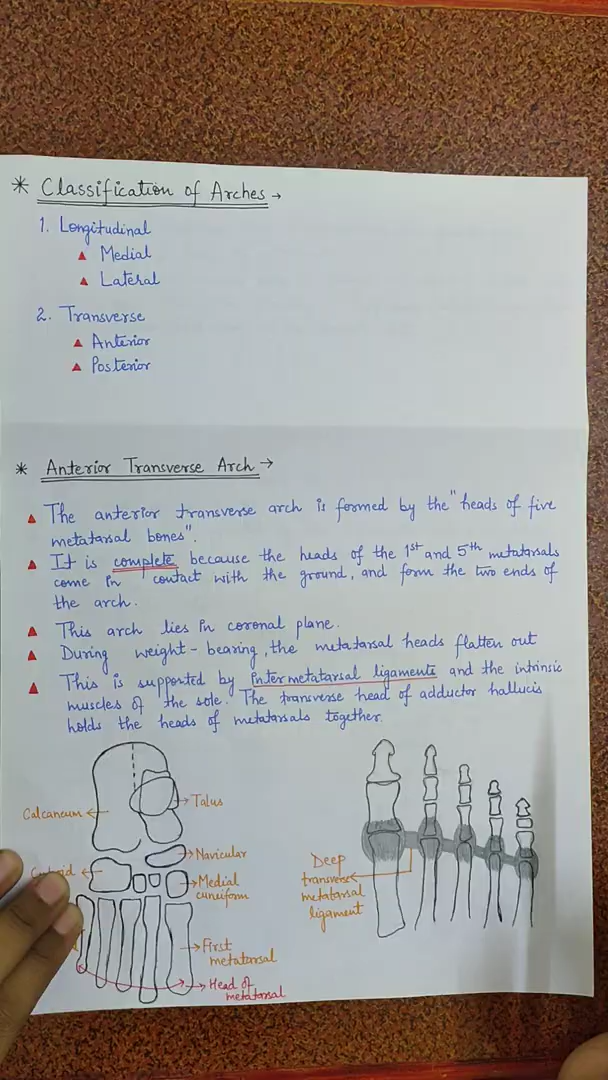 * Classification of Arches →
1. Longitudinal
▲ Medial
▲ Lateral
2. Transverse
▲ Anterior
▲ Posterior
* Anterior Transverse Arch →
▲ The anterior transverse arch is formed by the "heads of five
metatarsal bones".
▲ It is complete because the heads of the 1st and 5th metatarsals
come in contact with the ground, and form the two ends of
the arch.
▲ This arch lies in coronal plane.
▲ During weight-bearing, the metatarsal heads flatten out
▲ This is supported by intermetatarsal ligaments and the intrinsic
muscles of the sole. The transverse head of adductor hallucis
holds the heads of metatarsals together.
Calcaneum
Talus
Navicular
Medial
cuneiform
First
metatarsal
Head of
metatarsal
Deep
transverse
metatarsal
ligament